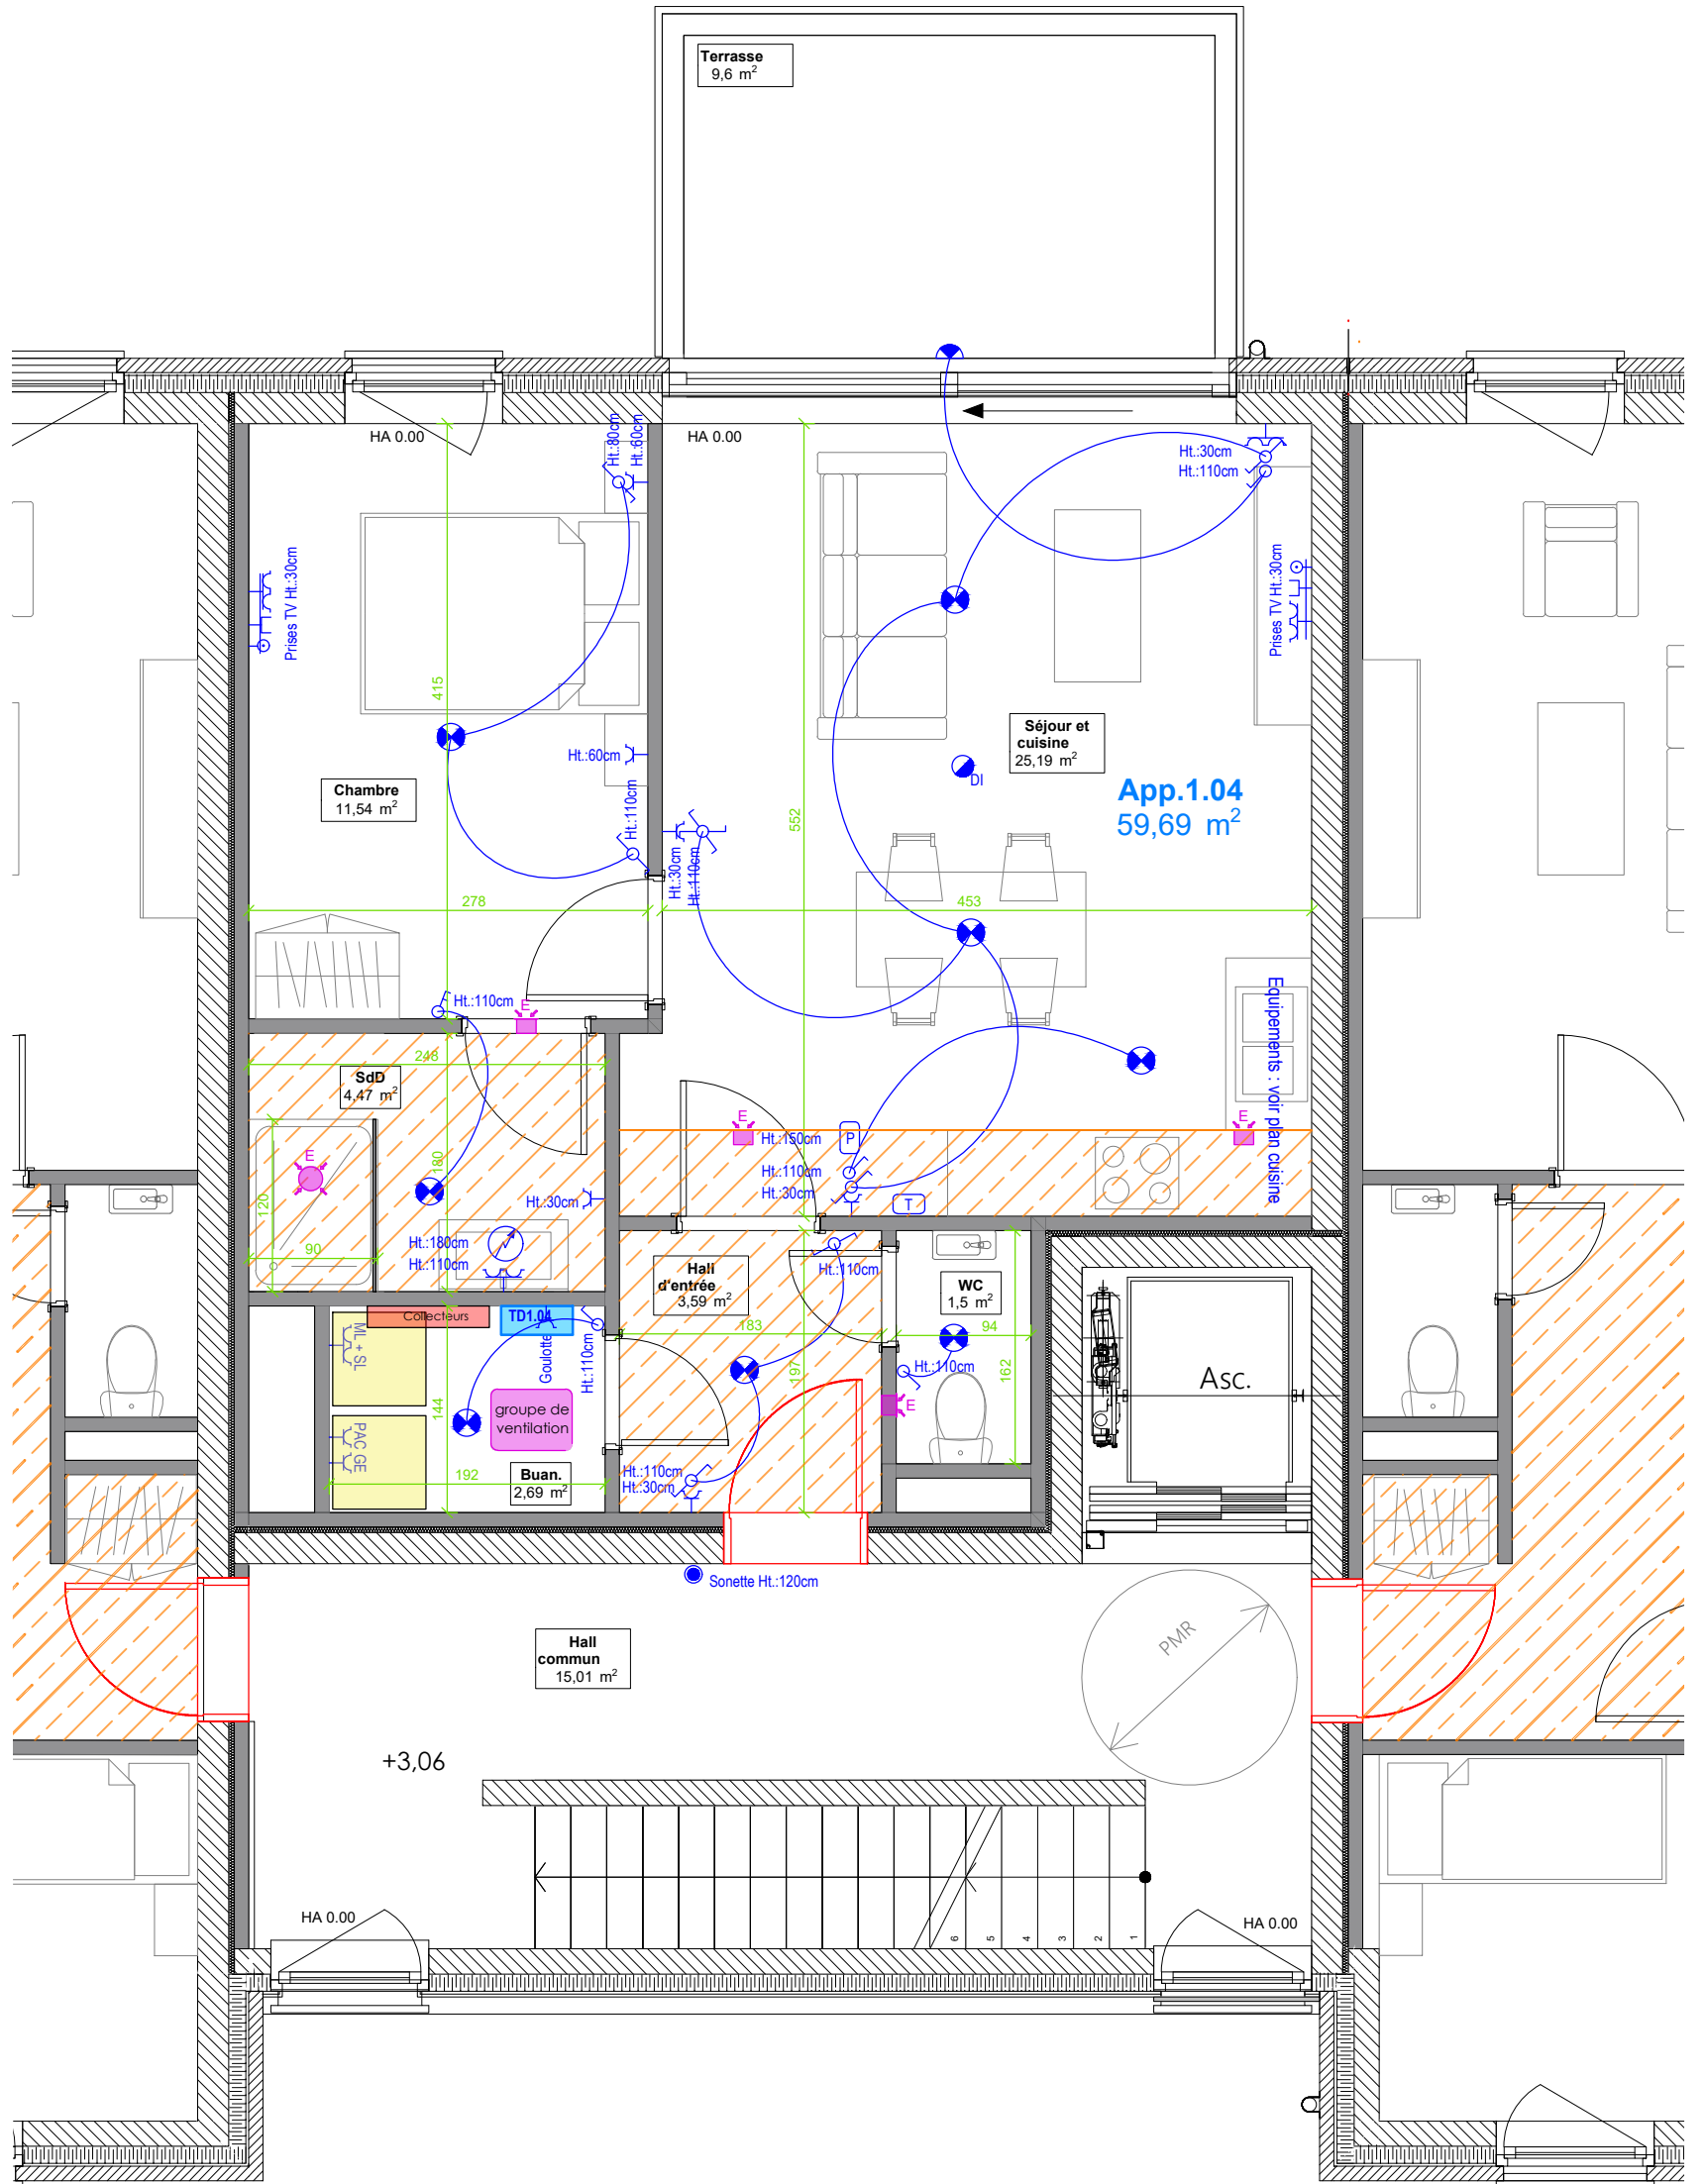 Terrasse
9,6 m²
HA 0.00
HA 0.00
Ht.:80cm
Ht.:60cm
Ht.:30cm
Ht.:110cm
Prises TV Ht.:30cm
Prises TV Ht.:30cm
415
Séjour et
cuisine
25,19 m²
DI
App.1.04
59,69 m²
Chambre
11,54 m²
Ht.:60cm
Ht.:110cm
552
Ht.:30cm
Ht.:110cm
278
453
Ht.:110cm
E
Equipements : voir plan cuisine
248
SdD
4,47 m²
E
E
E
180
120
90
Ht.:150cm
P
Ht.:110cm
Ht.:30cm
T
Ht.:30cm
Ht.:180cm
Ht.:110cm
Hall
d'entrée
3,59 m²
Ht.:110cm
WC
1,5 m²
Collecteurs
TD1.04
Goulotte
Ht.:110cm
ML + SL
183
94
197
162
Ht.:110cm
E
Asc.
144
groupe de
ventilation
PAC GE
192
Buan.
2,69 m²
Ht.:110cm
Ht.:30cm
Sonette Ht.:120cm
Hall
commun
15,01 m²
PMR
+3,06
HA 0.00
HA 0.00
6
5
4
3
2
1